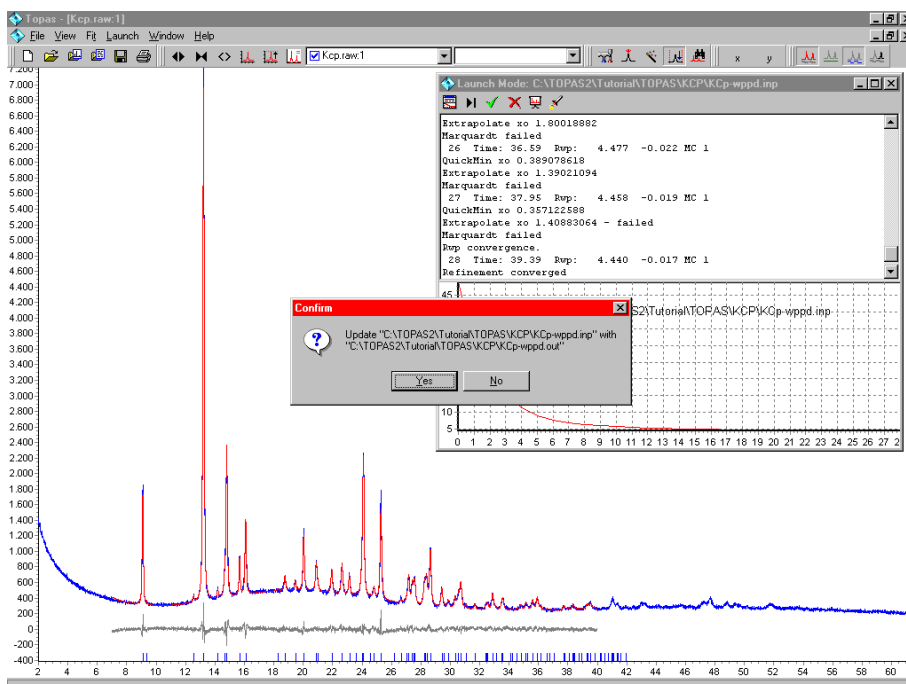 Topas - [Kcp.raw:1]
File View Fit Launch Window Help
Kcp.raw:1
x y
7.200
7.000
6.800
6.600
6.400
6.200
6.000
5.800
5.600
5.400
5.200
5.000
4.800
4.600
4.400
4.200
4.000
3.800
3.600
3.400
3.200
3.000
2.800
2.600
2.400
2.200
2.000
1.800
1.600
1.400
1.200
1.000
800
600
400
200
0
-200
-400
2 4 6 8 10 12 14 16 18 20 22 24 26 28 30 32 34 36 38 40 42 44 46 48 50 52 54 56 58 60
Launch Mode: C:\TOPAS2\Tutorial\TOPAS\KCP\KCp-wppd.inp
Extrapolate xo 1.80018882
Marquardt failed
26 Time: 36.59 Rwp: 4.477 -0.022 MC 1
QuickMin xo 0.389078618
Extrapolate xo 1.39021094
Marquardt failed
27 Time: 37.95 Rwp: 4.458 -0.019 MC 1
QuickMin xo 0.357122588
Extrapolate xo 1.40883064 - failed
Marquardt failed
Rwp convergence.
28 Time: 39.39 Rwp: 4.440 -0.017 MC 1
Refinement converged
45
S2\Tutorial\TOPAS\KCP\KCp-wppd.inp
10
5
0 1 2 3 4 5 6 7 8 9 10 11 12 13 14 15 16 17 18 19 20 21 22 23 24 25 26 27 2
Confirm
Update "C:\TOPAS2\Tutorial\TOPAS\KCP\KCp-wppd.inp" with
"C:\TOPAS2\Tutorial\TOPAS\KCP\KCp-wppd.out"
Yes No